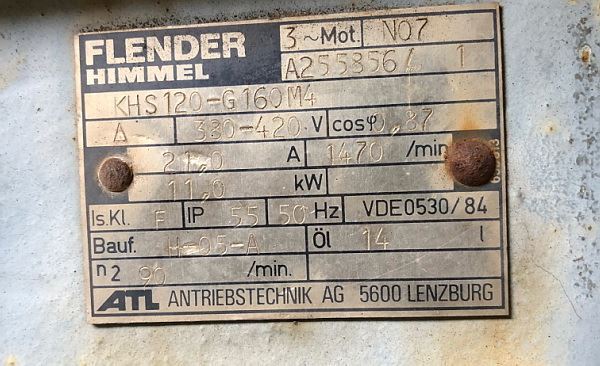 FLENDER HIMMEL
3~Mot. NO7
A255856/ 1
KHS120-G160M4
Δ 380-420 V cosφ 0,87
21,0 A 1470 /min
11,0 kW
Is.Kl. F IP 55 50 Hz VDE0530/84
Bauf. H-05-A Öl 14 l
n2 90 /min.
ATL ANTRIEBSTECHNIK AG 5600 LENZBURG